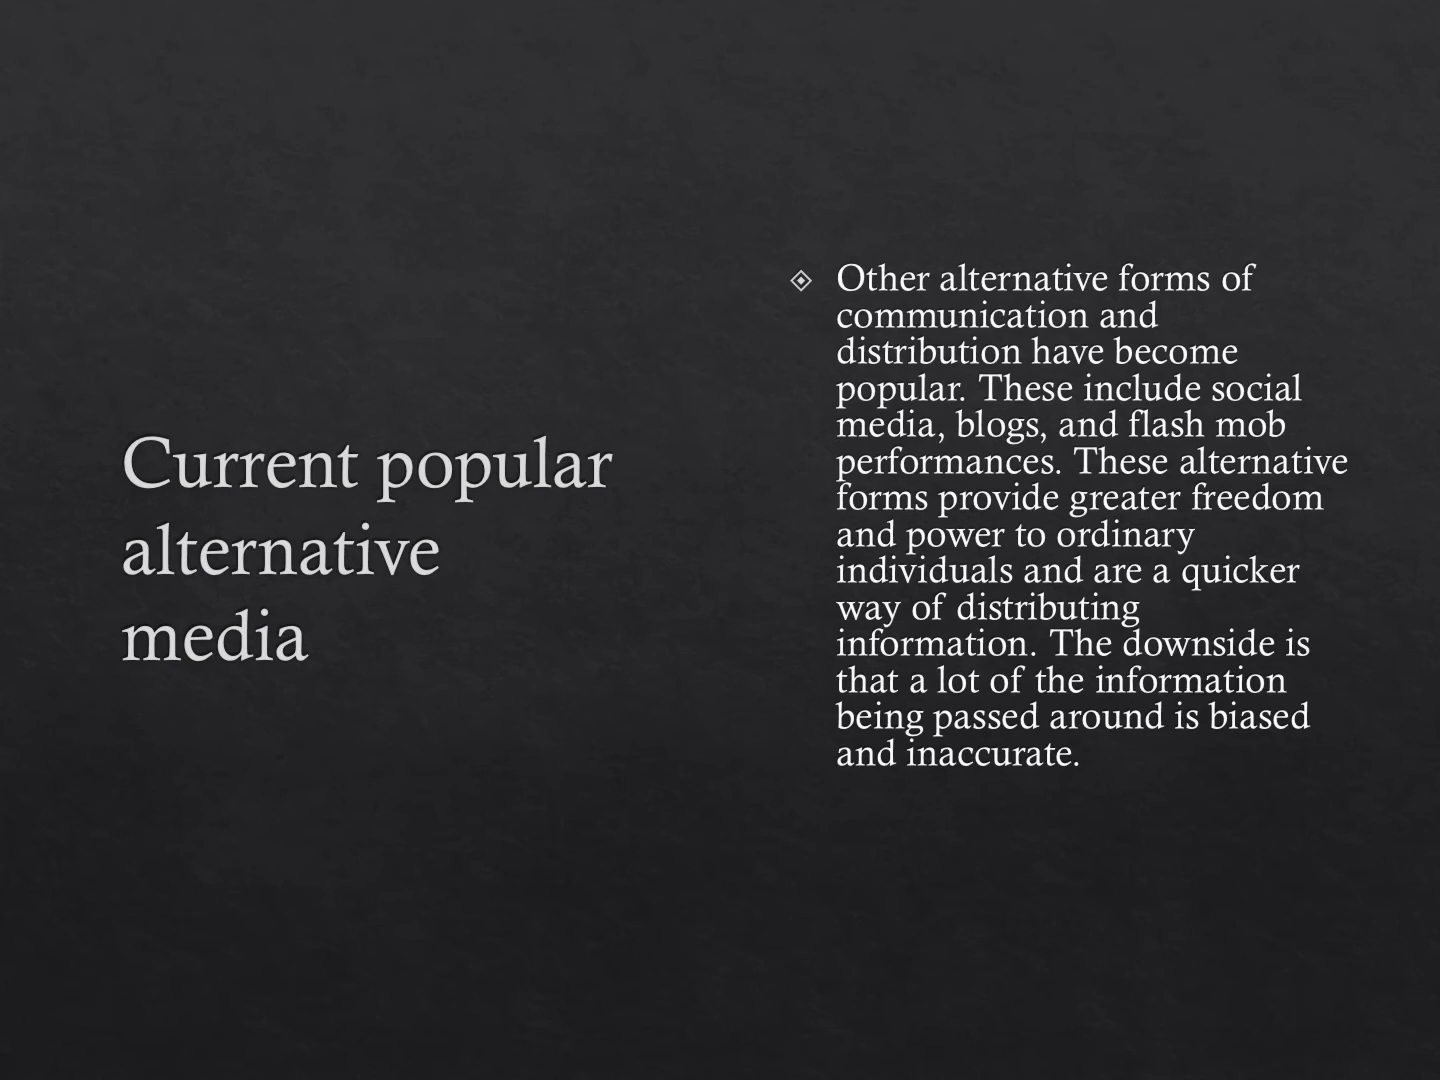 Current popular
alternative
media
Other alternative forms of
communication and
distribution have become
popular. These include social
media, blogs, and flash mob
performances. These alternative
forms provide greater freedom
and power to ordinary
individuals and are a quicker
way of distributing
information. The downside is
that a lot of the information
being passed around is biased
and inaccurate.